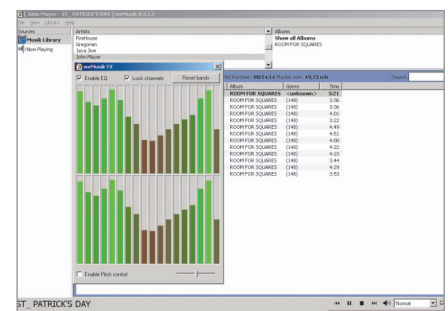 John Mayer - ST_ PATRICK'S DAY | wxMusik 0.3.1.2
File View Library Help
Sources
Musik Library
Now Playing
Artists
FireHouse
Gregorian
Java Jive
John Mayer
Albums
Show all Albums
ROOM FOR SQUARES
wxMusik FX
Enable EQ
Lock channels
Reset bands
Enable Pitch control
Search:
Album Genre Time
ROOM FOR SQUARES <unknown> 5:21
ROOM FOR SQUARES (148) 3:36
ROOM FOR SQUARES (148) 3:36
ROOM FOR SQUARES (148) 4:01
ROOM FOR SQUARES (148) 3:22
ROOM FOR SQUARES (148) 4:49
ROOM FOR SQUARES (148) 4:51
ROOM FOR SQUARES (148) 4:00
ROOM FOR SQUARES (148) 4:22
ROOM FOR SQUARES (148) 4:10
ROOM FOR SQUARES (148) 3:44
ROOM FOR SQUARES (148) 4:29
ROOM FOR SQUARES (148) 3:53
ST_ PATRICK'S DAY
Normal